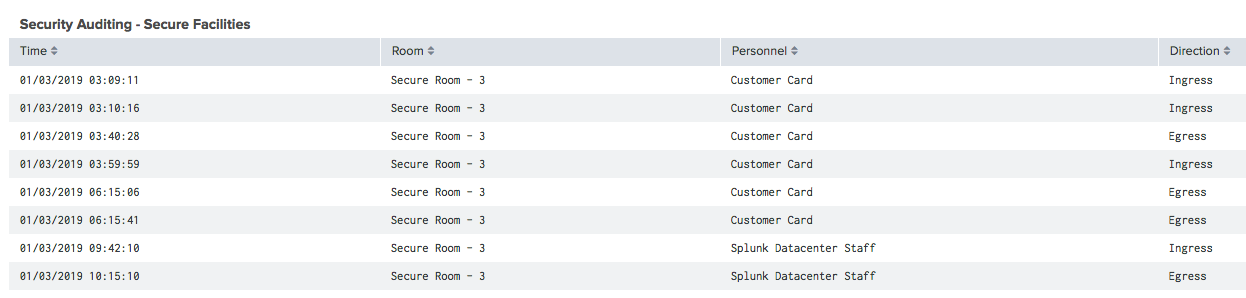 Security Auditing - Secure Facilities
Time Room Personnel Direction
01/03/2019 03:09:11 Secure Room - 3 Customer Card Ingress
01/03/2019 03:10:16 Secure Room - 3 Customer Card Ingress
01/03/2019 03:40:28 Secure Room - 3 Customer Card Egress
01/03/2019 03:59:59 Secure Room - 3 Customer Card Ingress
01/03/2019 06:15:06 Secure Room - 3 Customer Card Egress
01/03/2019 06:15:41 Secure Room - 3 Customer Card Egress
01/03/2019 09:42:10 Secure Room - 3 Splunk Datacenter Staff Ingress
01/03/2019 10:15:10 Secure Room - 3 Splunk Datacenter Staff Egress